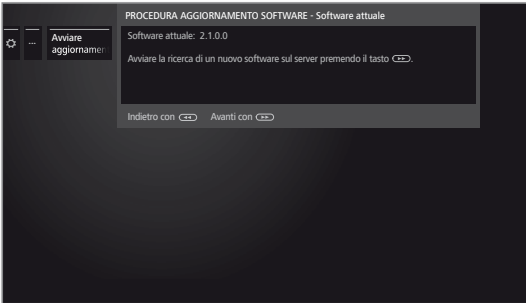 PROCEDURA AGGIORNAMENTO SOFTWARE - Software attuale
...
Avviare
aggiornamen
Software attuale: 2.1.0.0
Avviare la ricerca di un nuovo software sul server premendo il tasto.
Indietro con
Avanti con